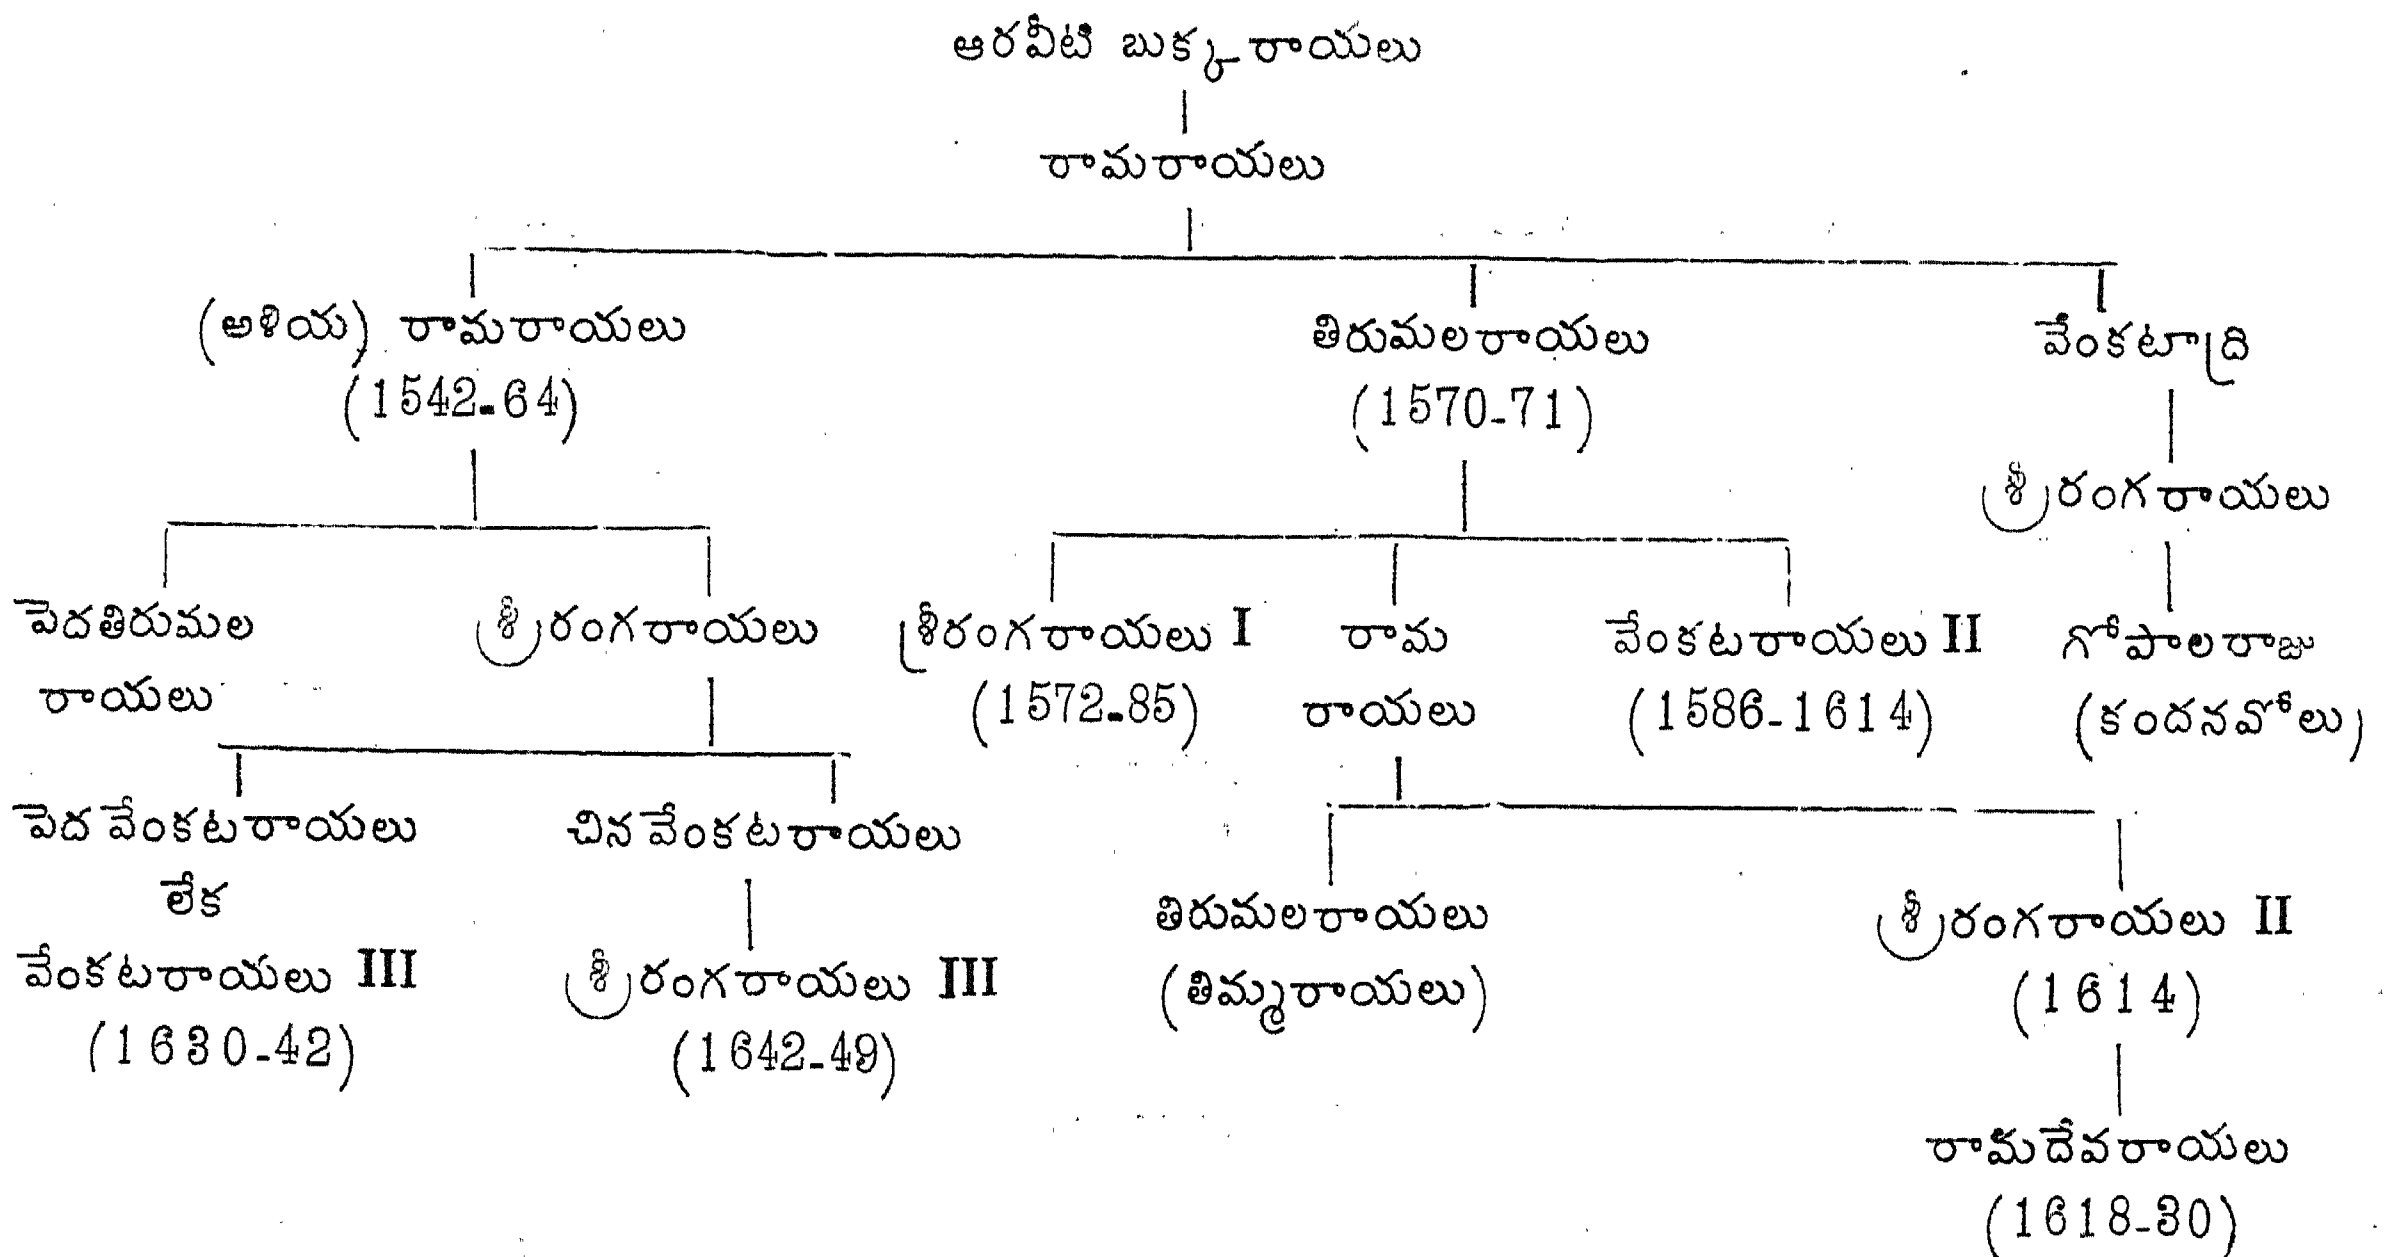 ఆరవీటి బుక్కరాయలు
రామరాయలు
(అళియ) రామరాయలు తిరుమలరాయలు వేంకటాద్రి
(1542-64) (1570-71)
శ్రీరంగరాయలు
పెదతిరుమల శ్రీరంగరాయలు శ్రీరంగరాయలు I రామ వేంకటరాయలు II గోపాలరాజు
రాయలు (1572-85) రాయలు (1586-1614) (కందనవోలు)
పెదవేంకటరాయలు చినవేంకటరాయలు
లేక తిరుమలరాయలు శ్రీరంగరాయలు II
వేంకటరాయలు III శ్రీరంగరాయలు III (తిమ్మరాయలు) (1614)
(1630-42) (1642-49)
రామదేవరాయలు
(1618-30)